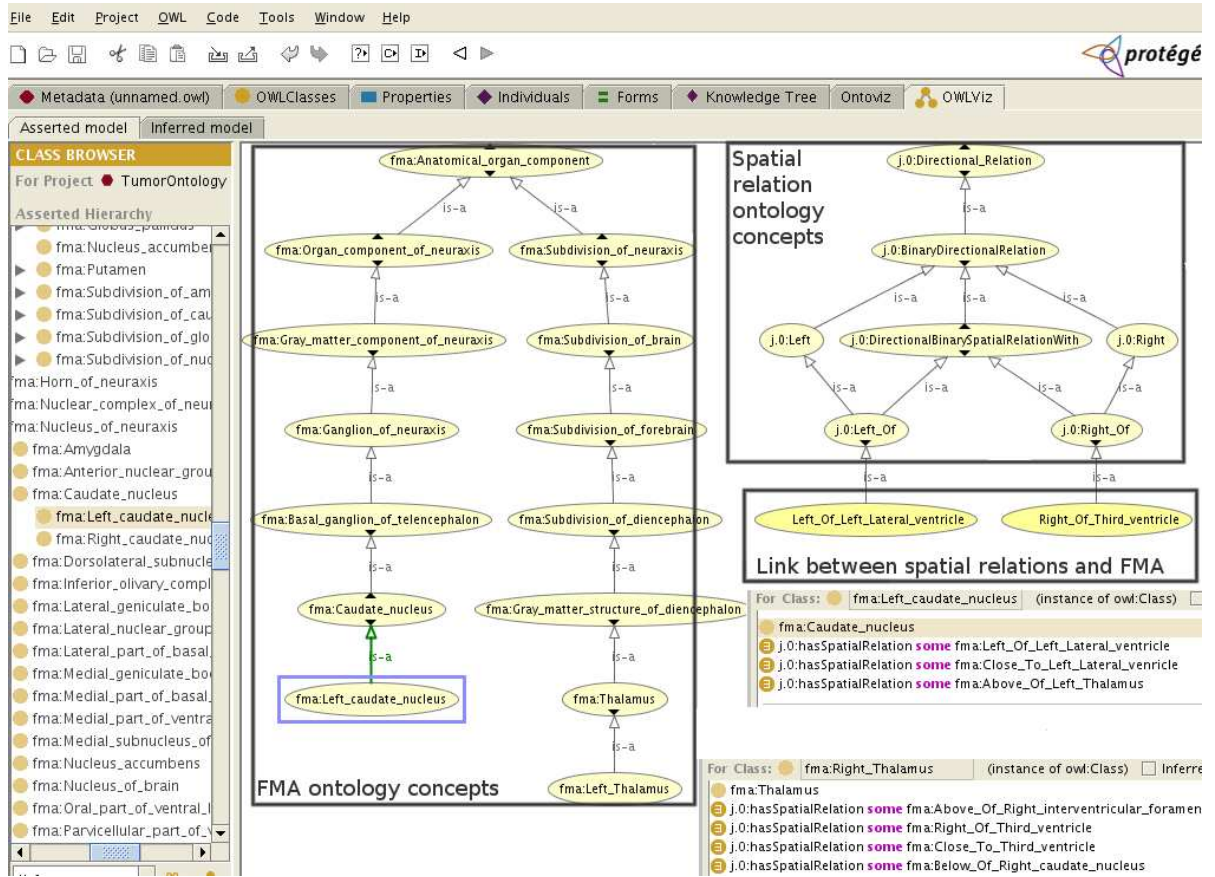 File Edit Project OWL Code Tools Window Help
protégé
Metadata (unnamed.owl) OWLClasses Properties Individuals Forms Knowledge Tree Ontoviz OWLViz
Asserted model Inferred model
CLASS BROWSER
For Project TumorOntology
Asserted Hierarchy
fma:Globus_pallidus
fma:Nucleus_accumben
fma:Putamen
fma:Subdivision_of_am
fma:Subdivision_of_cau
fma:Subdivision_of_glo
fma:Subdivision_of_nuc
fma:Horn_of_neuraxis
fma:Nuclear_complex_of_neur
fma:Nucleus_of_neuraxis
fma:Amygdala
fma:Anterior_nuclear_grou
fma:Caudate_nucleus
fma:Left_caudate_nucle
fma:Right_caudate_nuc
fma:Dorsolateral_subnucle
fma:Inferior_olivary_compl
fma:Lateral_geniculate_bo
fma:Lateral_nuclear_group
fma:Lateral_part_of_basal_
fma:Medial_geniculate_bo
fma:Medial_part_of_basal_
fma:Medial_part_of_ventra
fma:Medial_subnucleus_of
fma:Nucleus_accumbens
fma:Nucleus_of_brain
fma:Oral_part_of_ventral_l
fma:Parvicellular_part_of_v
fma:Anatomical_organ_component
is-a is-a
fma:Organ_component_of_neuraxis fma:Subdivision_of_neuraxis
is-a is-a
fma:Gray_matter_component_of_neuraxis fma:Subdivision_of_brain
is-a is-a
fma:Ganglion_of_neuraxis fma:Subdivision_of_forebrain
is-a is-a
fma:Basal_ganglion_of_telencephalon fma:Subdivision_of_diencephalon
is-a is-a
fma:Caudate_nucleus fma:Gray_matter_structure_of_diencephalon
is-a is-a
fma:Left_caudate_nucleus fma:Thalamus
is-a
fma:Left_Thalamus
FMA ontology concepts
Spatial
relation
ontology
concepts
j.0:Directional_Relation
is-a
j.0:BinaryDirectionalRelation
is-a is-a is-a
j.0:Left j.0:DirectionalBinarySpatialRelationWith j.0:Right
is-a is-a is-a is-a
j.0:Left_Of j.0:Right_Of
is-a is-a
Left_Of_Left_Lateral_ventricle Right_Of_Third_ventricle
Link between spatial relations and FMA
For Class: fma:Left_caudate_nucleus (instance of owl:Class)
fma:Caudate_nucleus
j.0:hasSpatialRelation some fma:Left_Of_Left_Lateral_ventricle
j.0:hasSpatialRelation some fma:Close_To_Left_Lateral_venricle
j.0:hasSpatialRelation some fma:Above_Of_Left_Thalamus
For Class: fma:Right_Thalamus (instance of owl:Class) Inferre
fma:Thalamus
j.0:hasSpatialRelation some fma:Above_Of_Right_interventricular_foramen
j.0:hasSpatialRelation some fma:Right_Of_Third_ventricle
j.0:hasSpatialRelation some fma:Close_To_Third_ventricle
j.0:hasSpatialRelation some fma:Below_Of_Right_caudate_nucleus